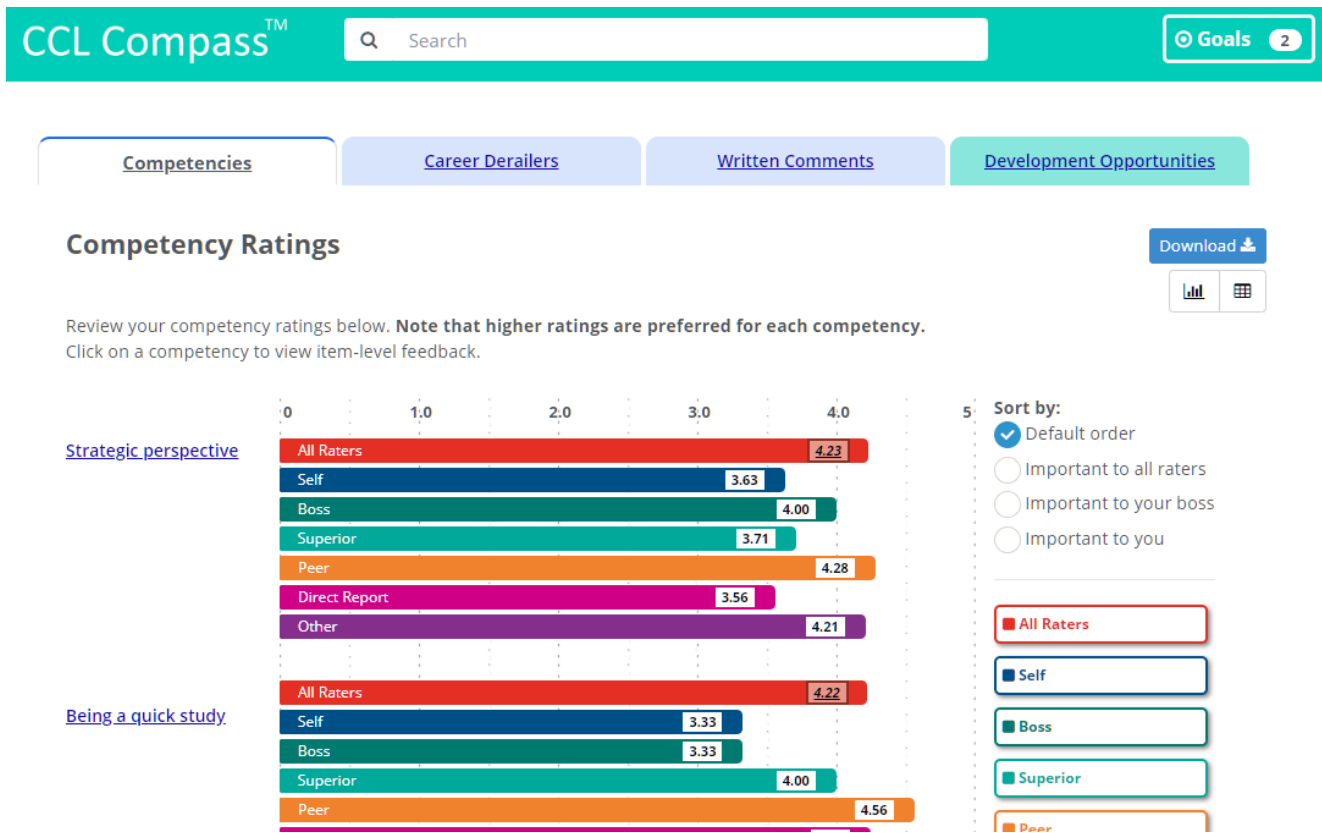 CCL Compass™
Search
Goals 2
Competencies
Career Derailers
Written Comments
Development Opportunities
Competency Ratings
Download
Review your competency ratings below. Note that higher ratings are preferred for each competency.
Click on a competency to view item-level feedback.
0 1.0 2.0 3.0 4.0 5
Strategic perspective
All Raters 4.23
Self 3.63
Boss 4.00
Superior 3.71
Peer 4.28
Direct Report 3.56
Other 4.21
Being a quick study
All Raters 4.22
Self 3.33
Boss 3.33
Superior 4.00
Peer 4.56
Sort by:
Default order
Important to all raters
Important to your boss
Important to you
All Raters
Self
Boss
Superior
Peer